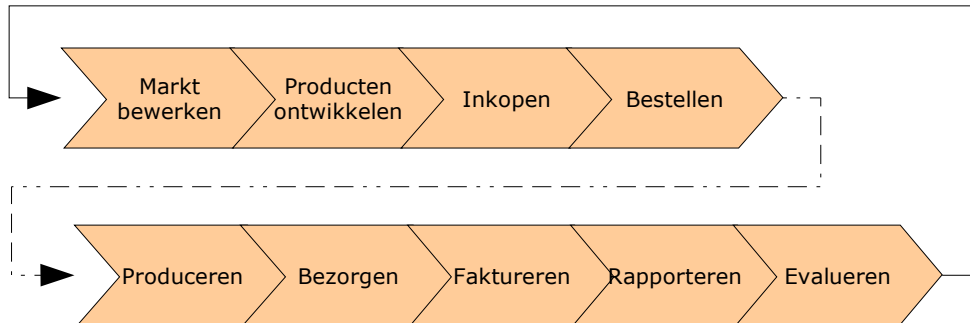 Markt
bewerken
Producten
ontwikkelen
Inkopen
Bestellen
Produceren
Bezorgen
Faktureren
Rapporteren
Evalueren